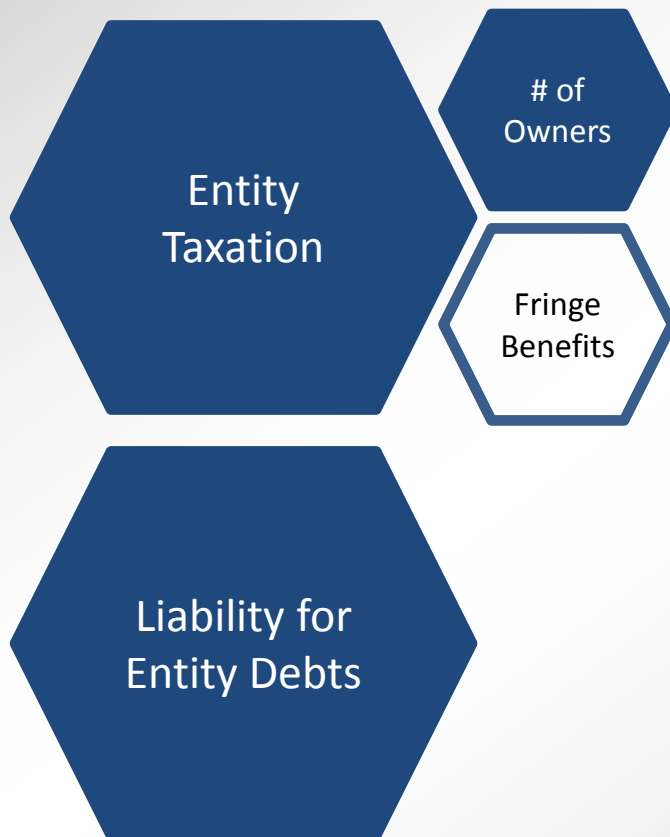 Entity
Taxation
# of
Owners
Fringe
Benefits
Liability for
Entity Debts